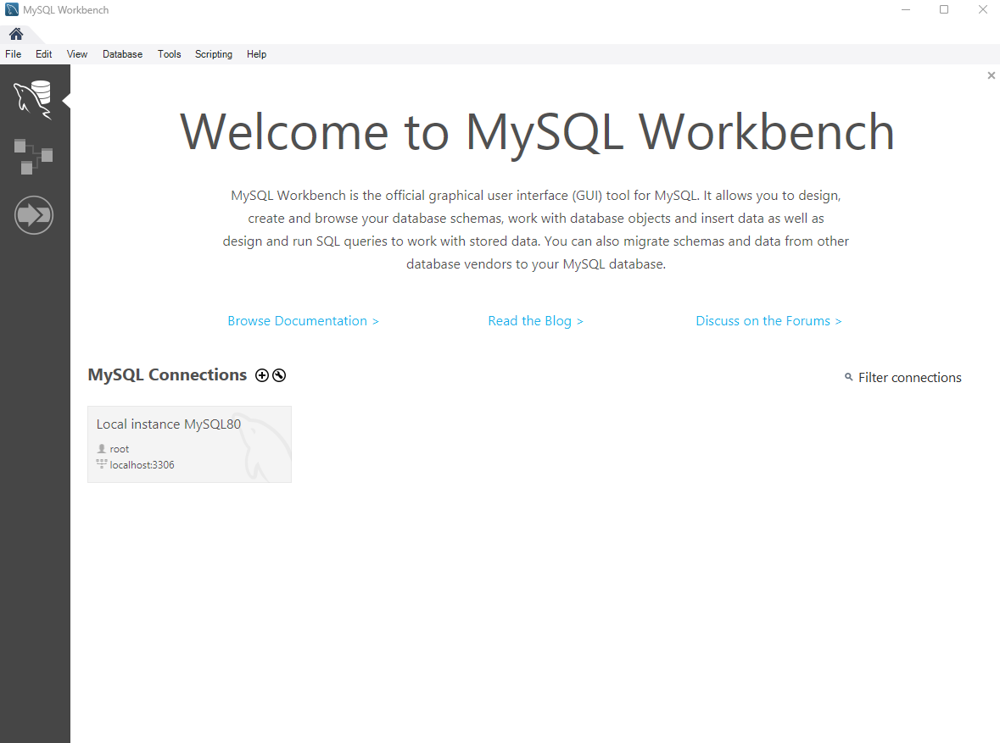 MySQL Workbench
File Edit View Database Tools Scripting Help
Welcome to MySQL Workbench
MySQL Workbench is the official graphical user interface (GUI) tool for MySQL. It allows you to design,
create and browse your database schemas, work with database objects and insert data as well as
design and run SQL queries to work with stored data. You can also migrate schemas and data from other
database vendors to your MySQL database.
Browse Documentation > Read the Blog > Discuss on the Forums >
MySQL Connections Filter connections
Local instance MySQL80
root
localhost:3306